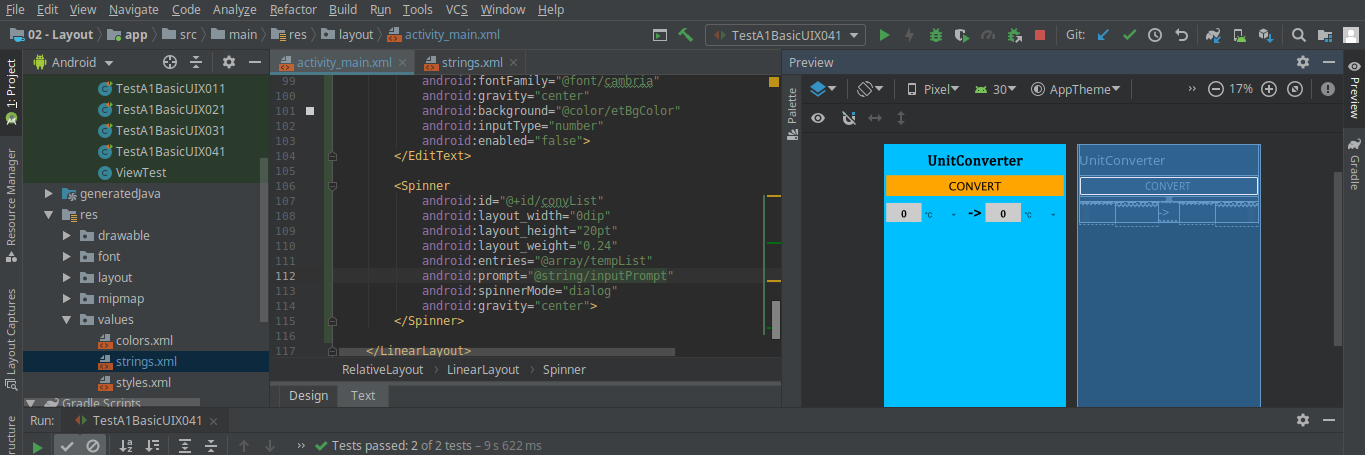 File Edit View Navigate Code Analyze Refactor Build Run Tools VCS Window Help
02 - Layout app src main res layout activity_main.xml TestA1BasicUIX041 Git:
1: Project
Resource Manager
Layout Captures
ructure
Android
TestA1BasicUIX011
TestA1BasicUIX021
TestA1BasicUIX031
TestA1BasicUIX041
ViewTest
generatedJava
res
drawable
font
layout
mipmap
values
colors.xml
strings.xml
styles.xml
Gradle Scripts
activity_main.xml strings.xml
99 android:fontFamily="@font/cambria"
100 android:gravity="center"
101 android:background="@color/etBgColor"
102 android:inputType="number"
103 android:enabled="false">
104 </EditText>
105
106 <Spinner
107 android:id="@+id/convList"
108 android:layout_width="0dip"
109 android:layout_height="20pt"
110 android:layout_weight="0.24"
111 android:entries="@array/tempList"
112 android:prompt="@string/inputPrompt"
113 android:spinnerMode="dialog"
114 android:gravity="center">
115 </Spinner>
116
117 </LinearLayout>
RelativeLayout LinearLayout Spinner
Design Text
Preview
Palette
Pixel 30 AppTheme » 17%
UnitConverter
CONVERT
0 °C -> 0 °C
UnitConverter
CONVERT
->
Preview
Gradle
Run: TestA1BasicUIX041
» Tests passed: 2 of 2 tests – 9 s 622 ms